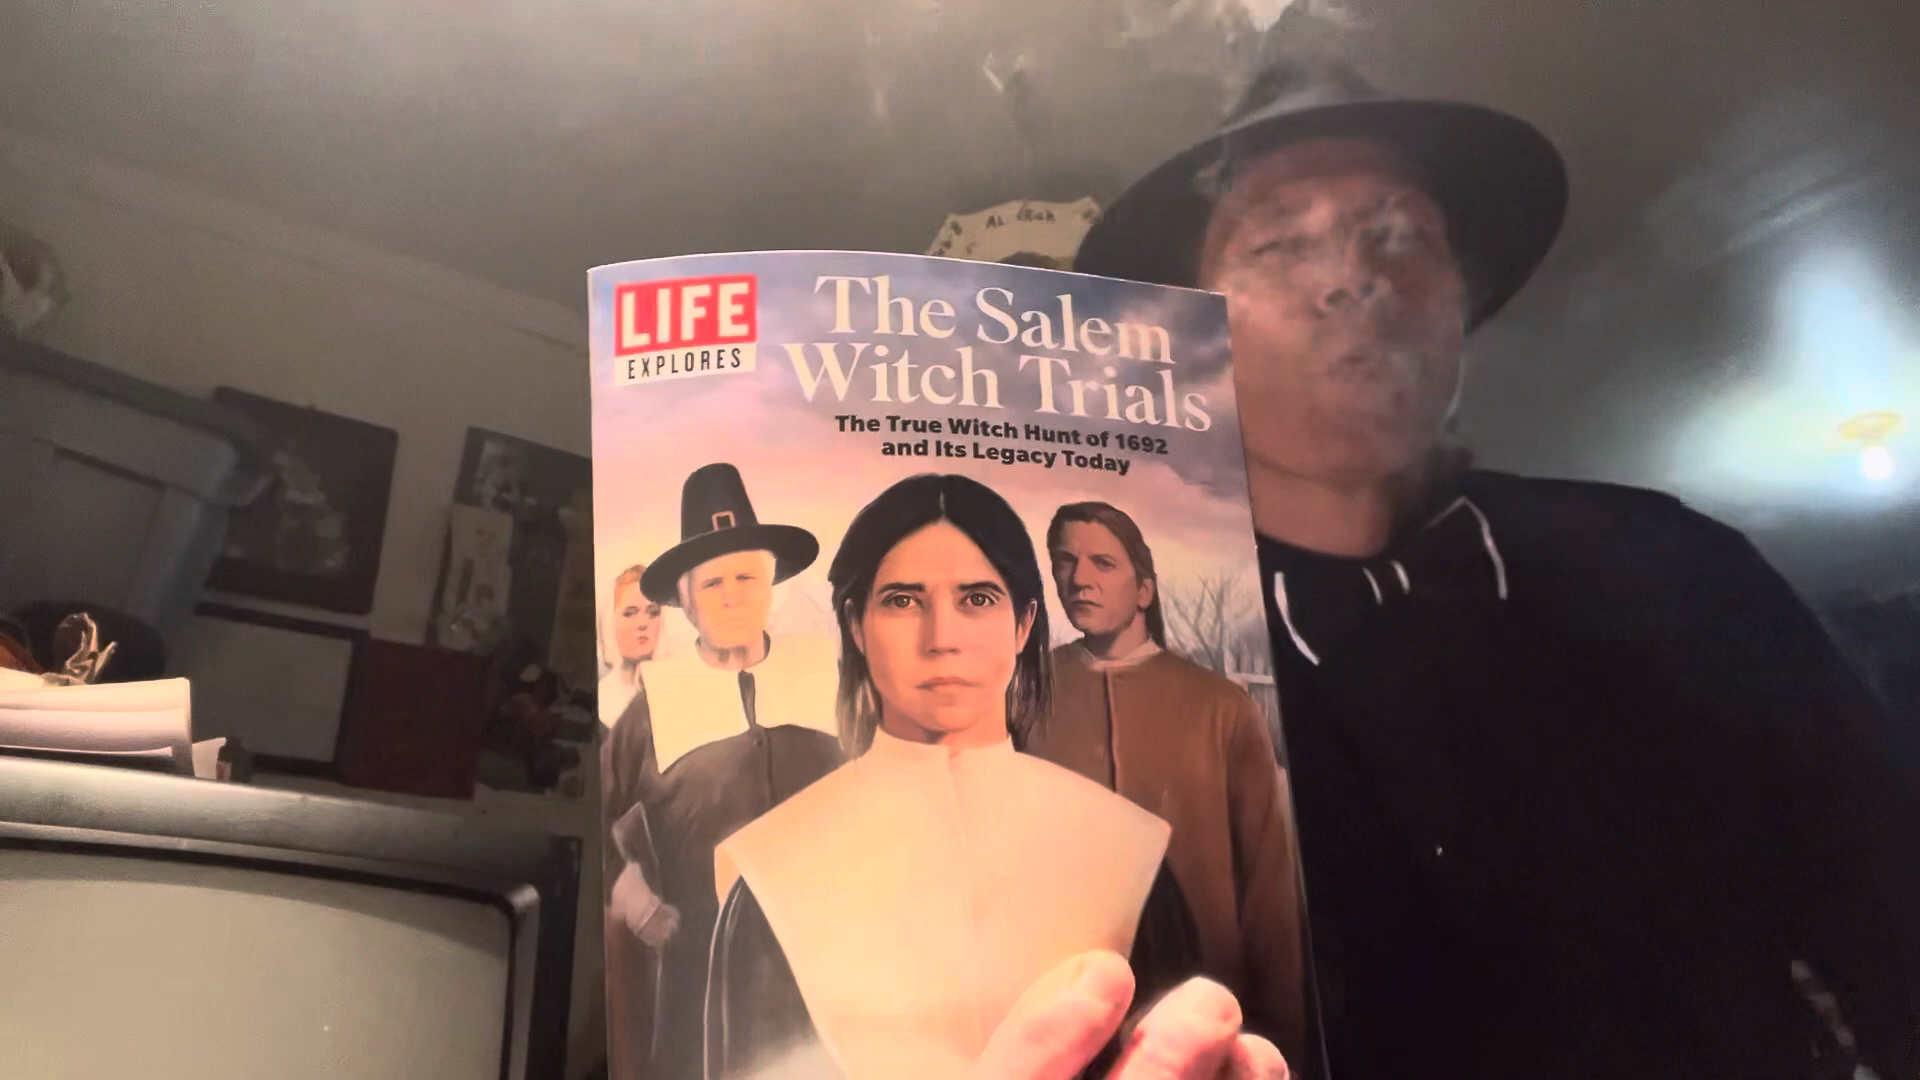 LIFE
EXPLORES
The Salem
Witch Trials
The True Witch Hunt of 1692
and Its Legacy Today